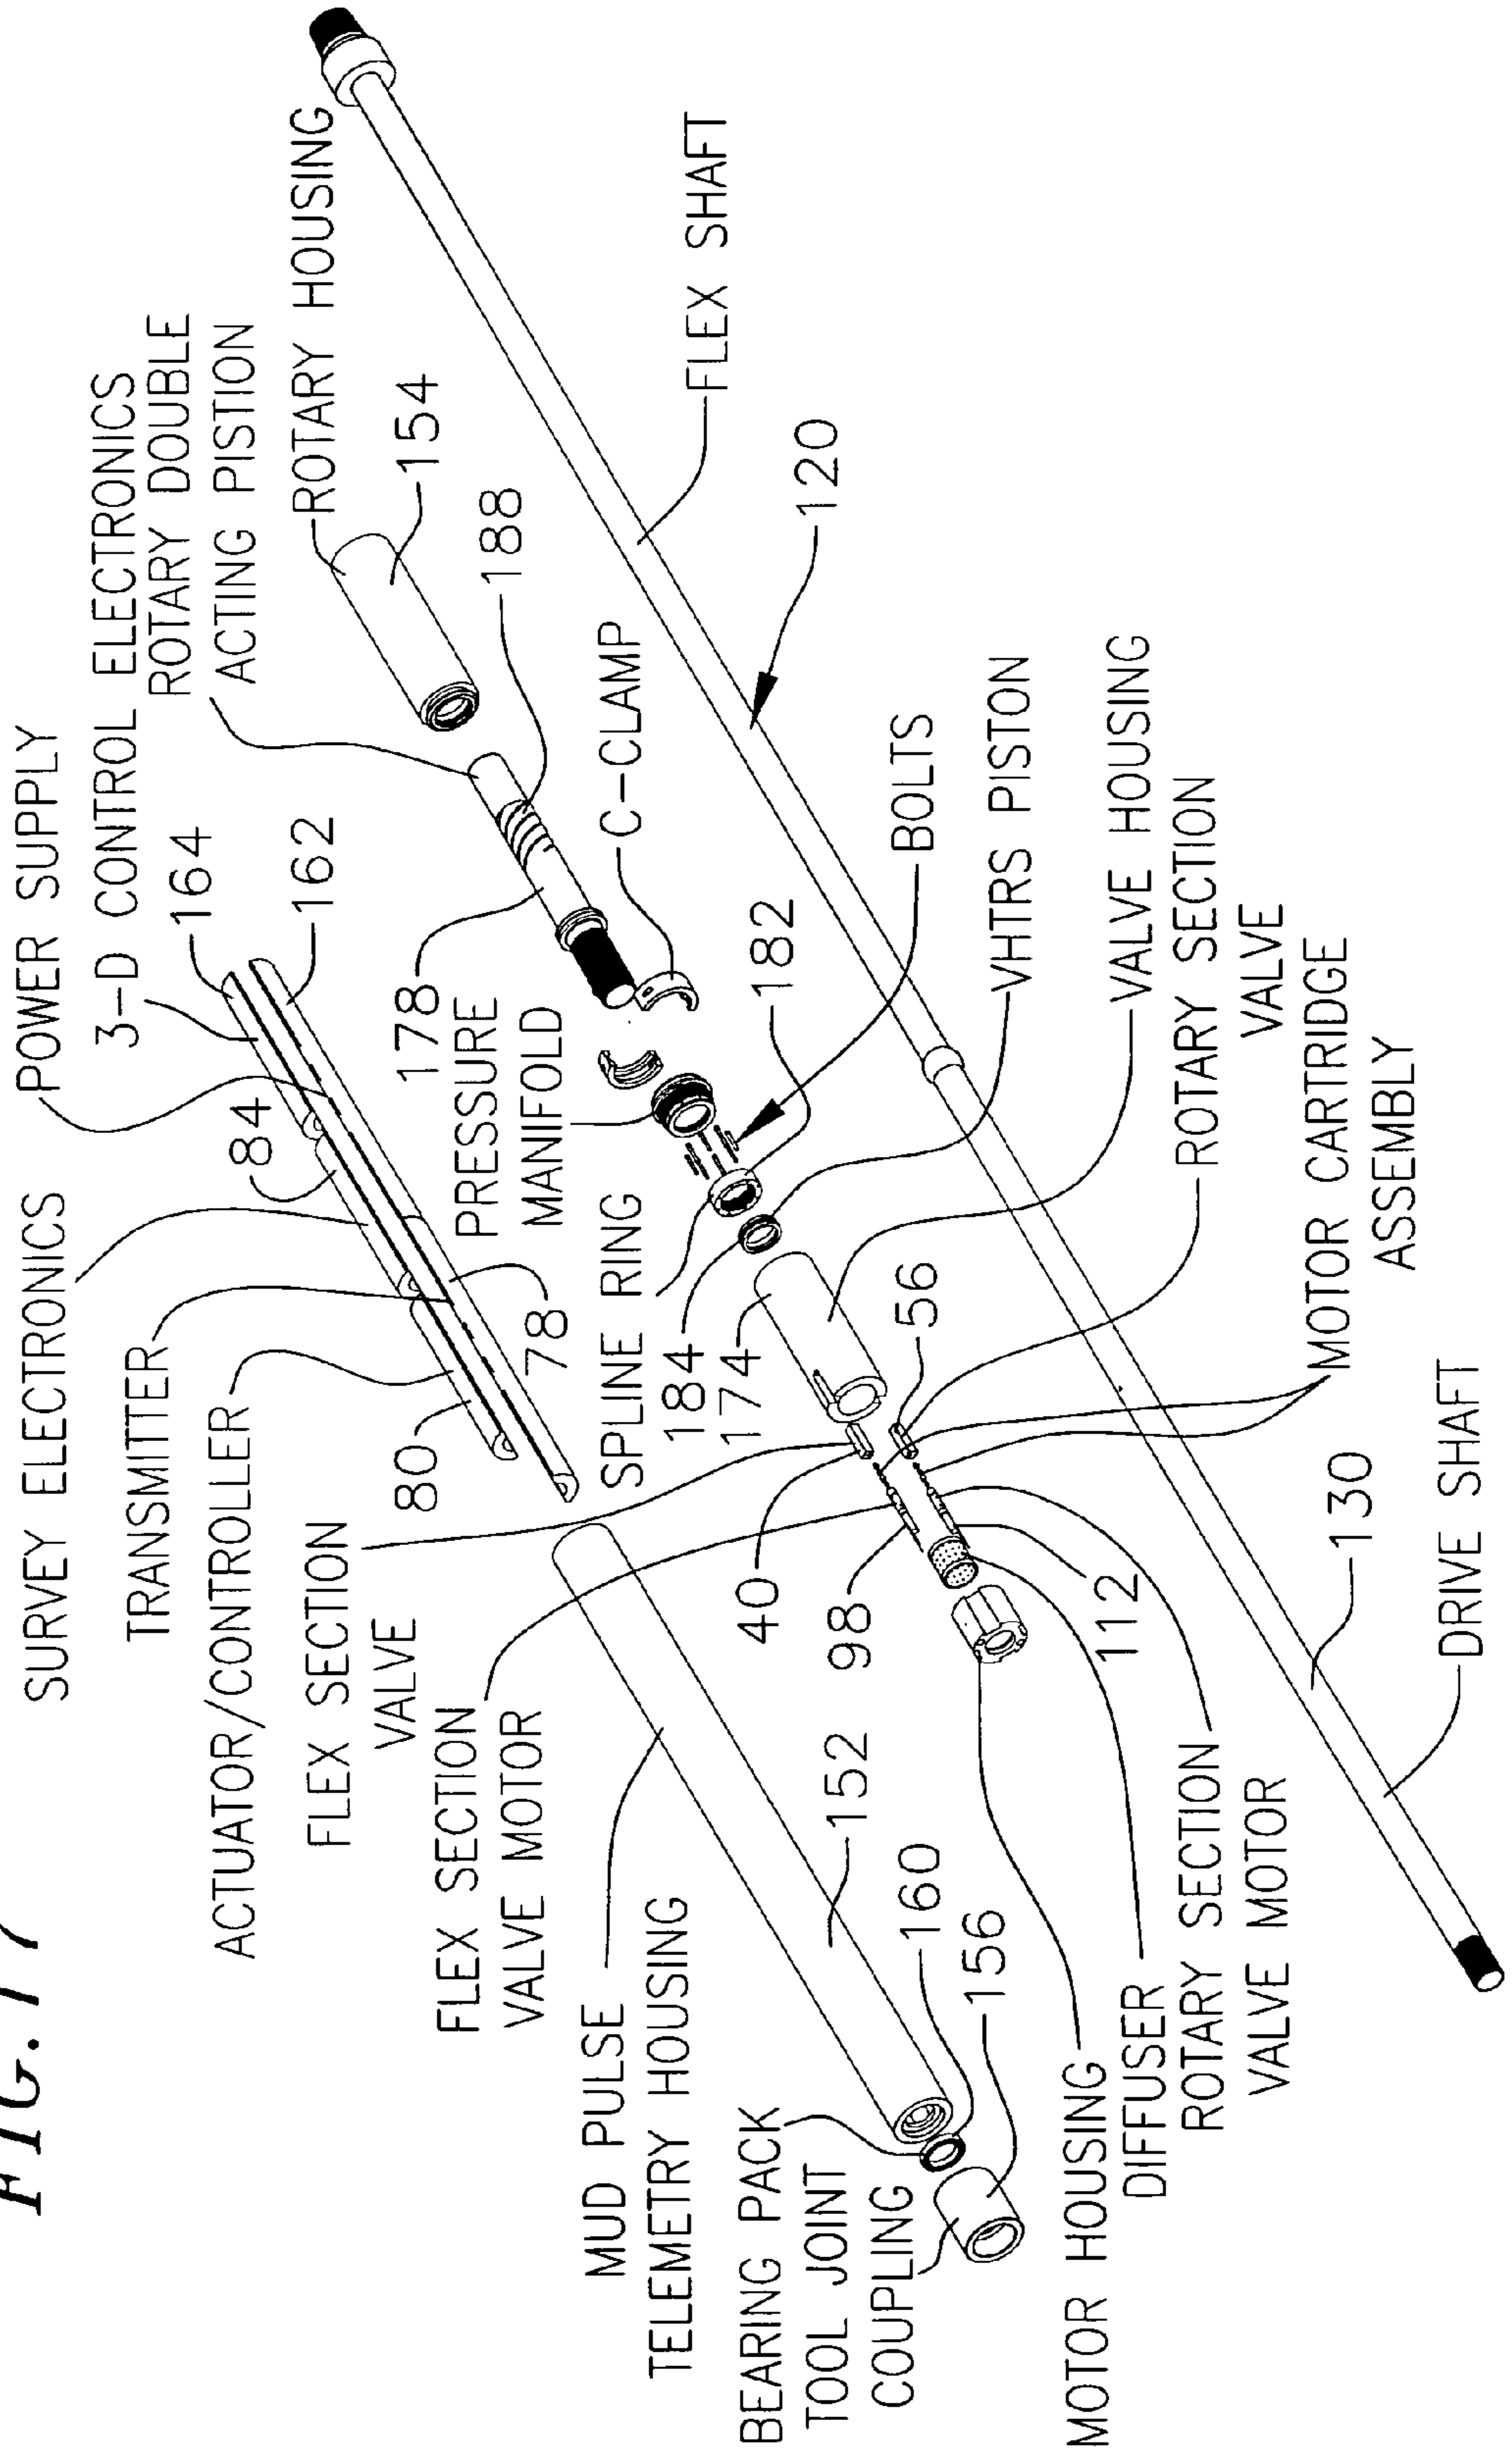 FIG. 17
SURVEY ELECTRONICS
POWER SUPPLY
3-D CONTROL ELECTRONICS
164
162
84
TRANSMITTER
ACTUATOR/CONTROLLER
80
78
ROTARY DOUBLE
ACTING PISTION
ROTARY HOUSING
154
188
178
PRESSURE
MANIFOLD
C-CLAMP
FLEX SECTION
VALVE
FLEX SECTION
VALVE MOTOR
SPLINE RING
184
174
182
BOLTS
VHTRS PISTON
VALVE HOUSING
ROTARY SECTION
VALVE
MOTOR CARTRIDGE
ASSEMBLY
56
40
98
112
120
FLEX SHAFT
MUD PULSE
TELEMETRY HOUSING
152
160
156
BEARING PACK
TOOL JOINT
COUPLING
MOTOR HOUSING
DIFFUSER
ROTARY SECTION
VALVE MOTOR
130
DRIVE SHAFT